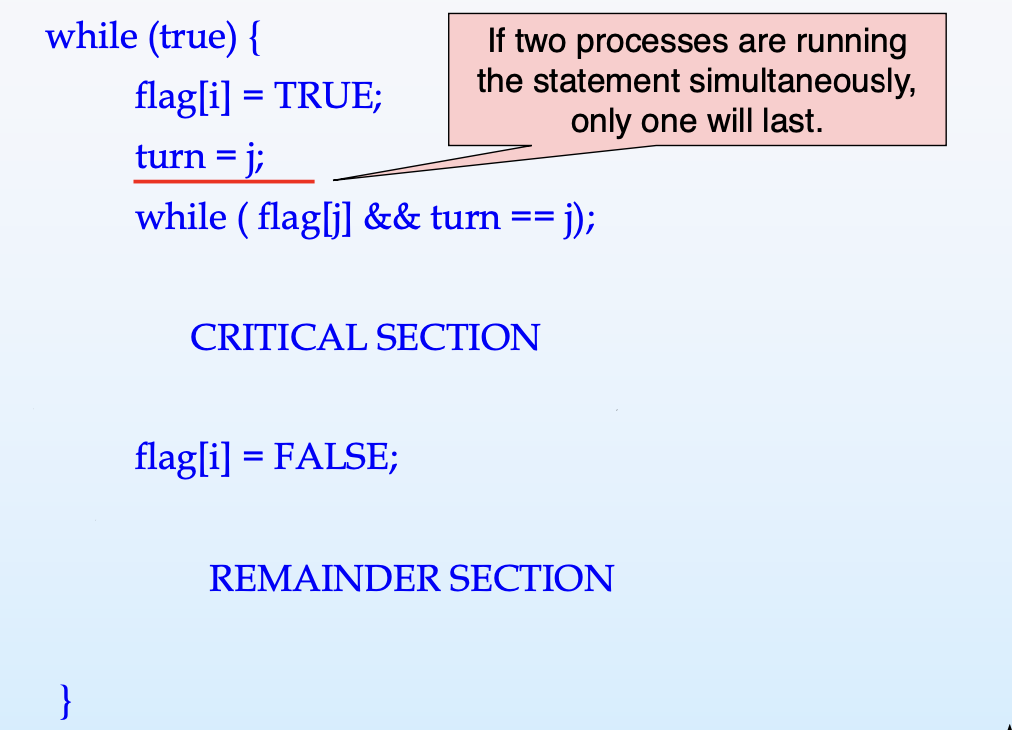 while (true) {
If two processes are running
the statement simultaneously,
only one will last.
flag[i] = TRUE;
turn = j;
while ( flag[j] && turn == j);
CRITICAL SECTION
flag[i] = FALSE;
REMAINDER SECTION
}